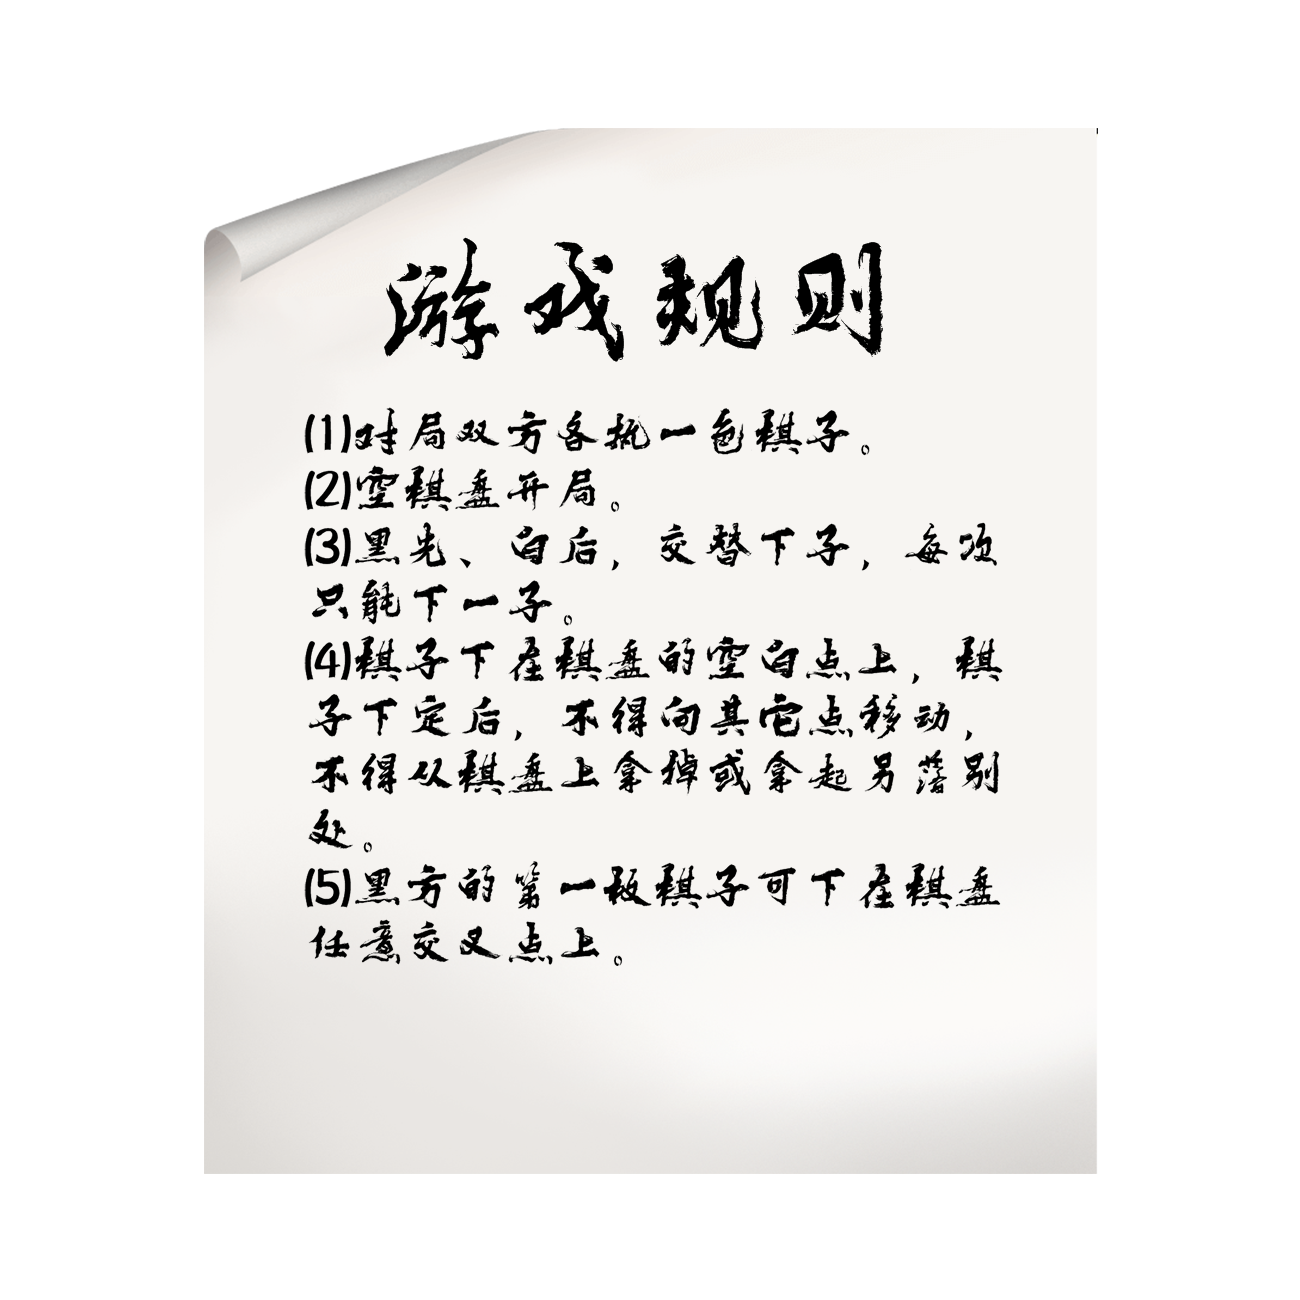 游戏规则
(1)对局双方各执一色棋子。
(2)空棋盘开局。
(3)黑先、白后，交替下子，每次
只能下一子。
(4)棋子下在棋盘的空白点上，棋
子下定后，不得向其它点移动，
不得从棋盘上拿掉或拿起另落别
处。
(5)黑方的第一枚棋子可下在棋盘
任意交叉点上。